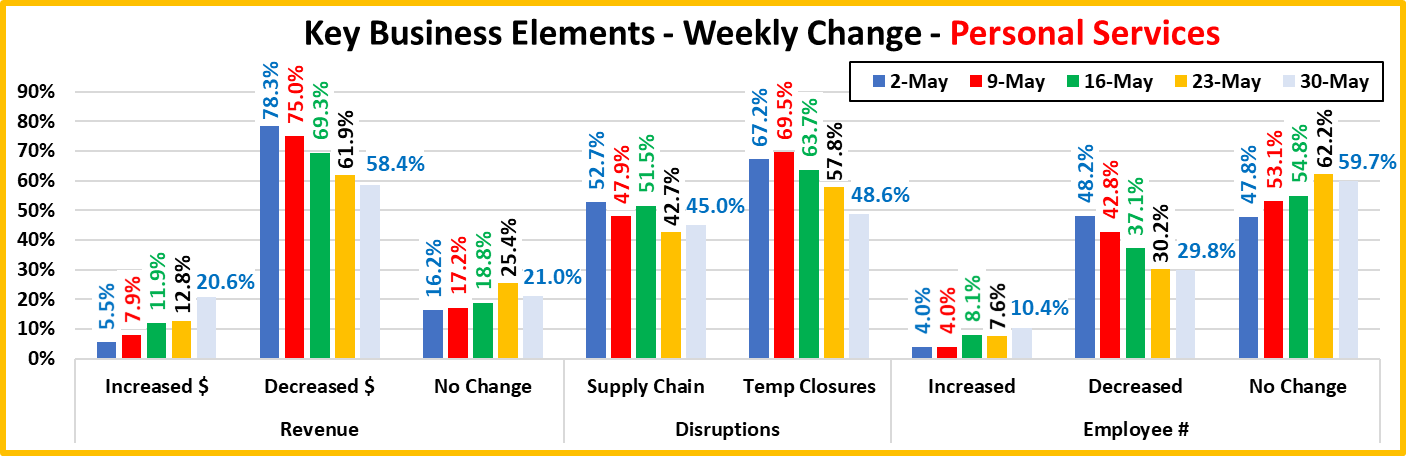 Key Business Elements - Weekly Change - Personal Services
2-May 9-May 16-May 23-May 30-May
90%
80%
70%
60%
50%
40%
30%
20%
10%
0%
5.5% 7.9% 11.9% 12.8% 20.6%
78.3% 75.0% 69.3% 61.9% 58.4%
16.2% 17.2% 18.8% 25.4% 21.0%
52.7% 47.9% 51.5% 42.7% 45.0%
67.2% 69.5% 63.7% 57.8% 48.6%
4.0% 4.0% 8.1% 7.6% 10.4%
48.2% 42.8% 37.1% 30.2% 29.8%
47.8% 53.1% 54.8% 62.2% 59.7%
Increased $ Decreased $ No Change Supply Chain Temp Closures Increased Decreased No Change
Revenue Disruptions Employee #